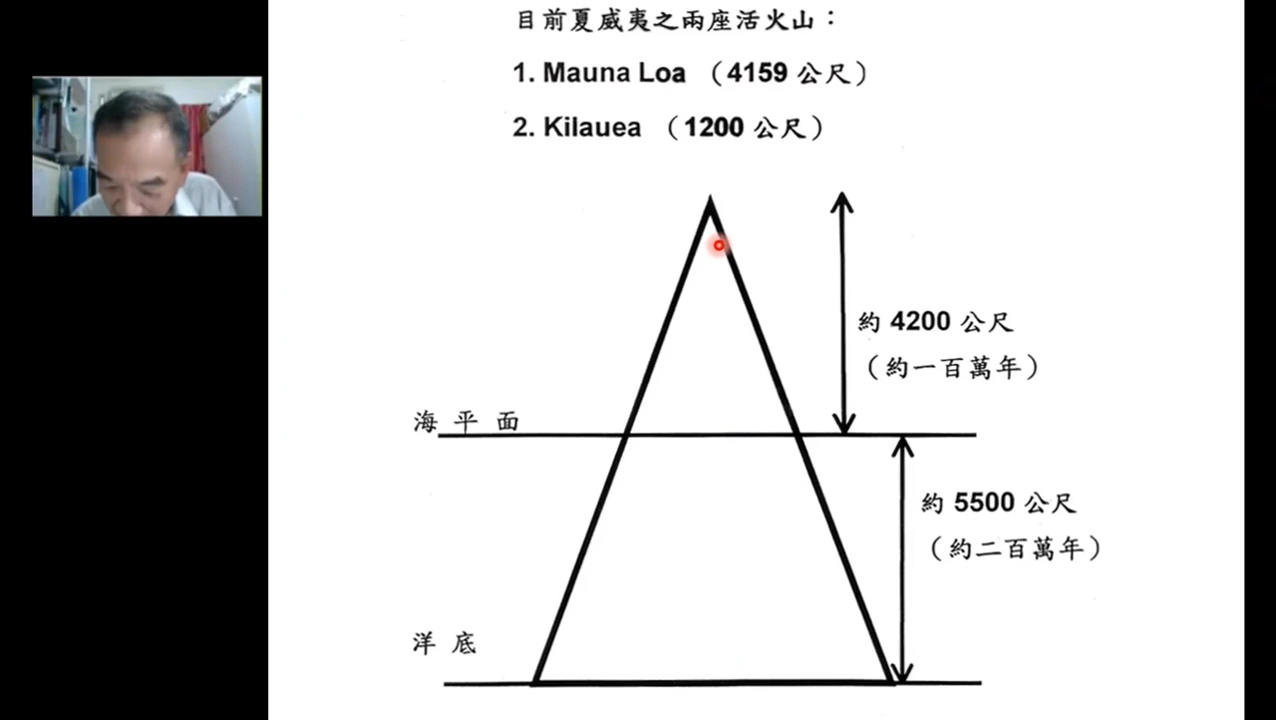 目前夏威夷之兩座活火山：
1. Mauna Loa （4159 公尺）
2. Kilauea （1200 公尺）
約 4200 公尺
（約一百萬年）
海平面
約 5500 公尺
（約二百萬年）
洋底